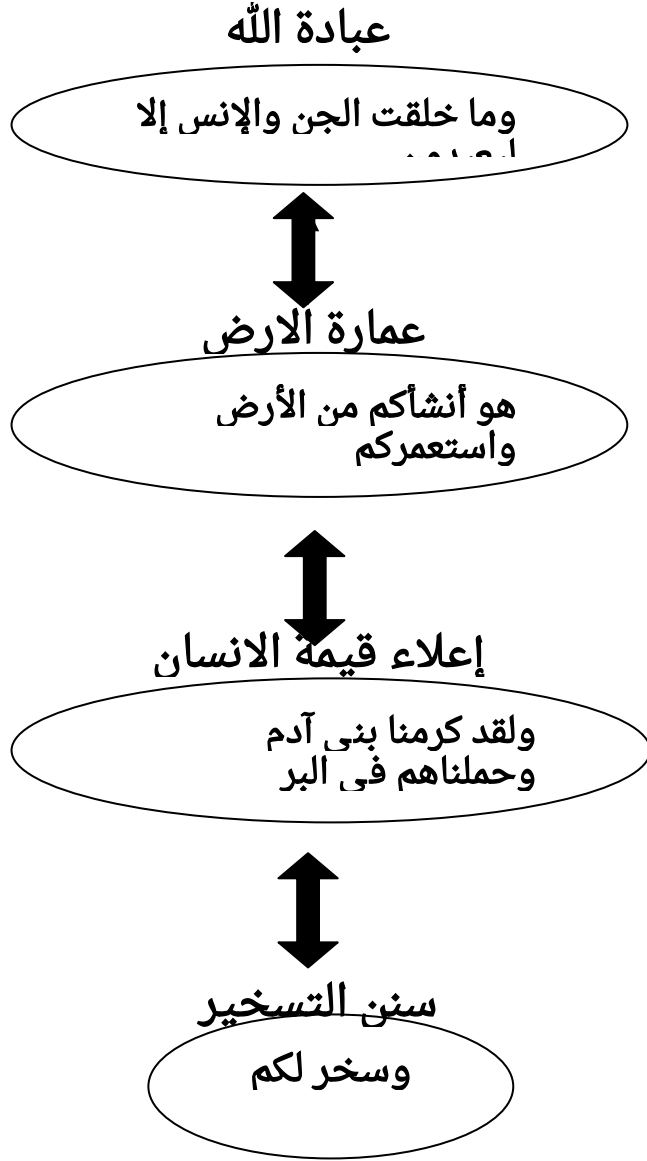 عبادة الله
وما خلقت الجن والإنس إلا
ليعبدون
عمارة الارض
هو أنشأكم من الأرض
واستعمركم
إعلاء قيمة الانسان
ولقد كرمنا بنى آدم
وحملناهم فى البر
سنن التسخير
وسخر لكم